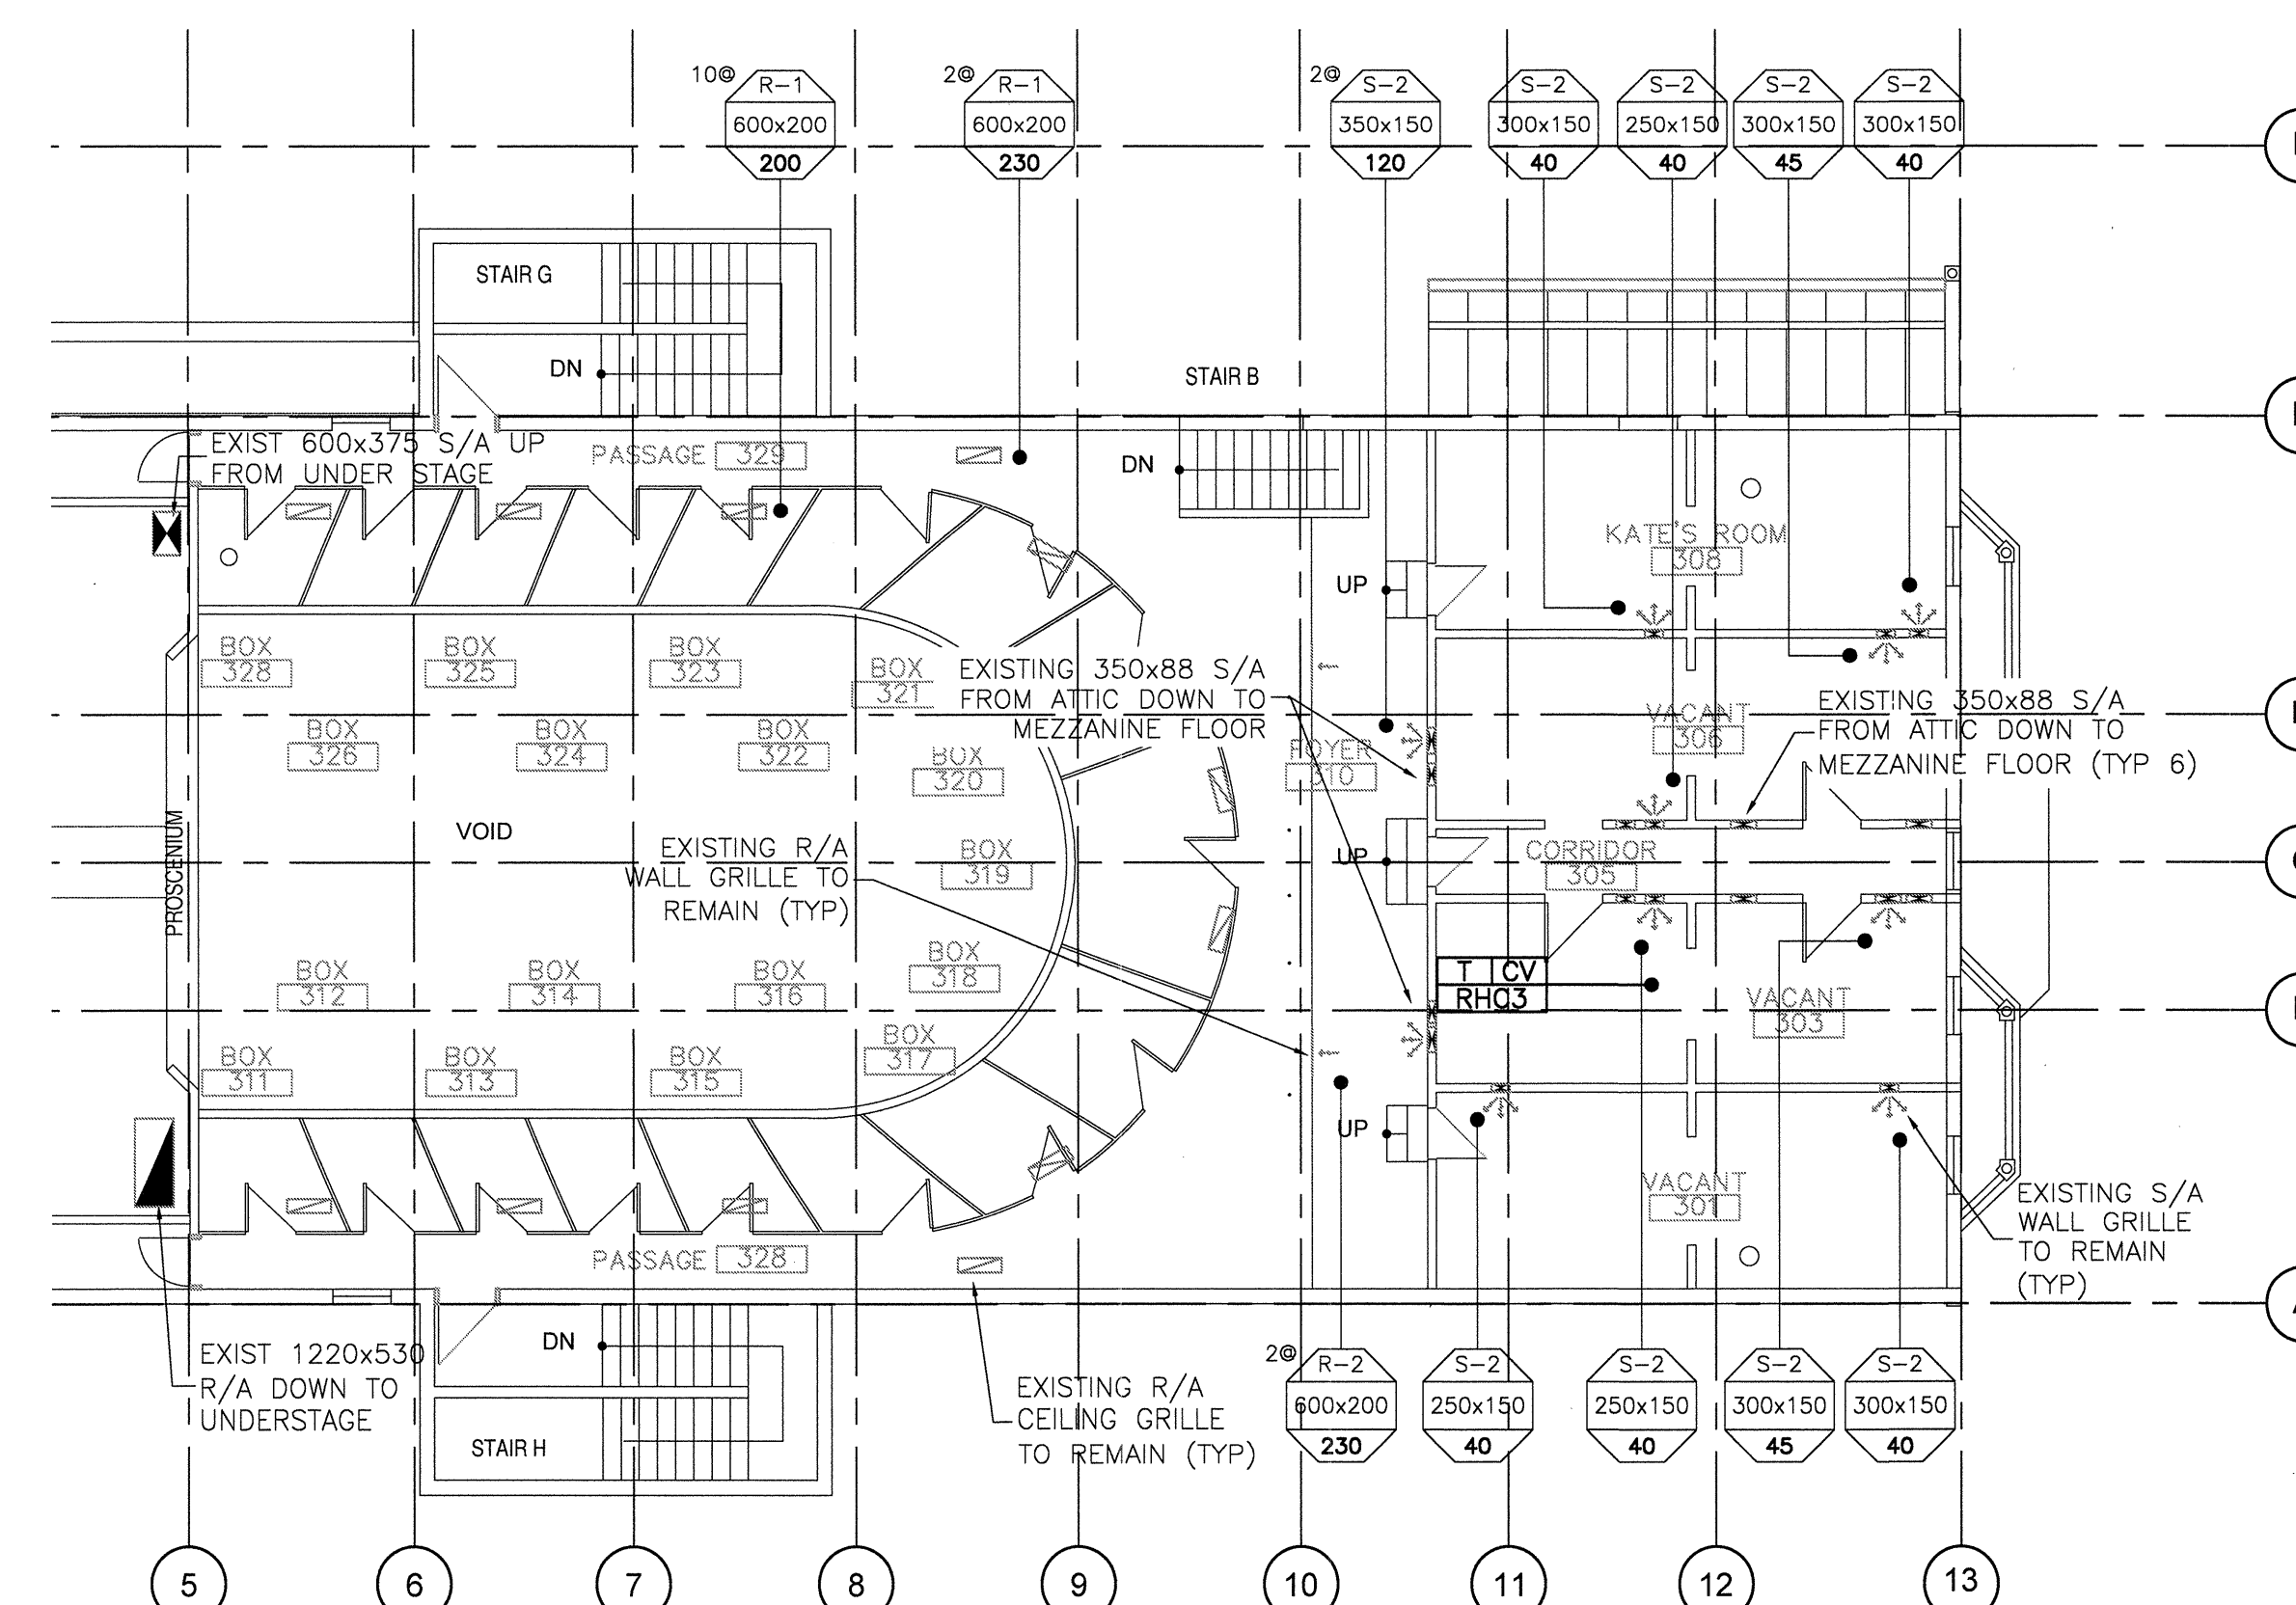 10@
R-1
600x200
200
2@
R-1
600x200
230
2@
S-2
350x150
120
S-2
300x150
40
S-2
250x150
40
S-2
300x150
45
S-2
300x150
40
STAIR G
DN
STAIR B
EXIST 600x375 S/A UP
FROM UNDER STAGE
PASSAGE 329
DN
KATE'S ROOM
308
UP
BOX
328
BOX
325
BOX
323
BOX
321
EXISTING 350x88 S/A
FROM ATTIC DOWN TO
MEZZANINE FLOOR
BOX
326
BOX
324
BOX
322
BOX
320
FOYER
310
VACANT
306
EXISTING 350x88 S/A
FROM ATTIC DOWN TO
MEZZANINE FLOOR (TYP 6)
PROSCENIUM
VOID
EXISTING R/A
WALL GRILLE TO
REMAIN (TYP)
BOX
319
UP
CORRIDOR
305
BOX
312
BOX
314
BOX
316
BOX
318
T CV
RHC3
VACANT
303
BOX
311
BOX
313
BOX
315
BOX
317
UP
VACANT
301
EXISTING S/A
WALL GRILLE
TO REMAIN
(TYP)
PASSAGE 328
EXIST 1220x530
R/A DOWN TO
UNDERSTAGE
DN
STAIR H
EXISTING R/A
CEILING GRILLE
TO REMAIN (TYP)
2@
R-2
600x200
230
S-2
250x150
40
S-2
250x150
40
S-2
300x150
45
S-2
300x150
40
5
6
7
8
9
10
11
12
13